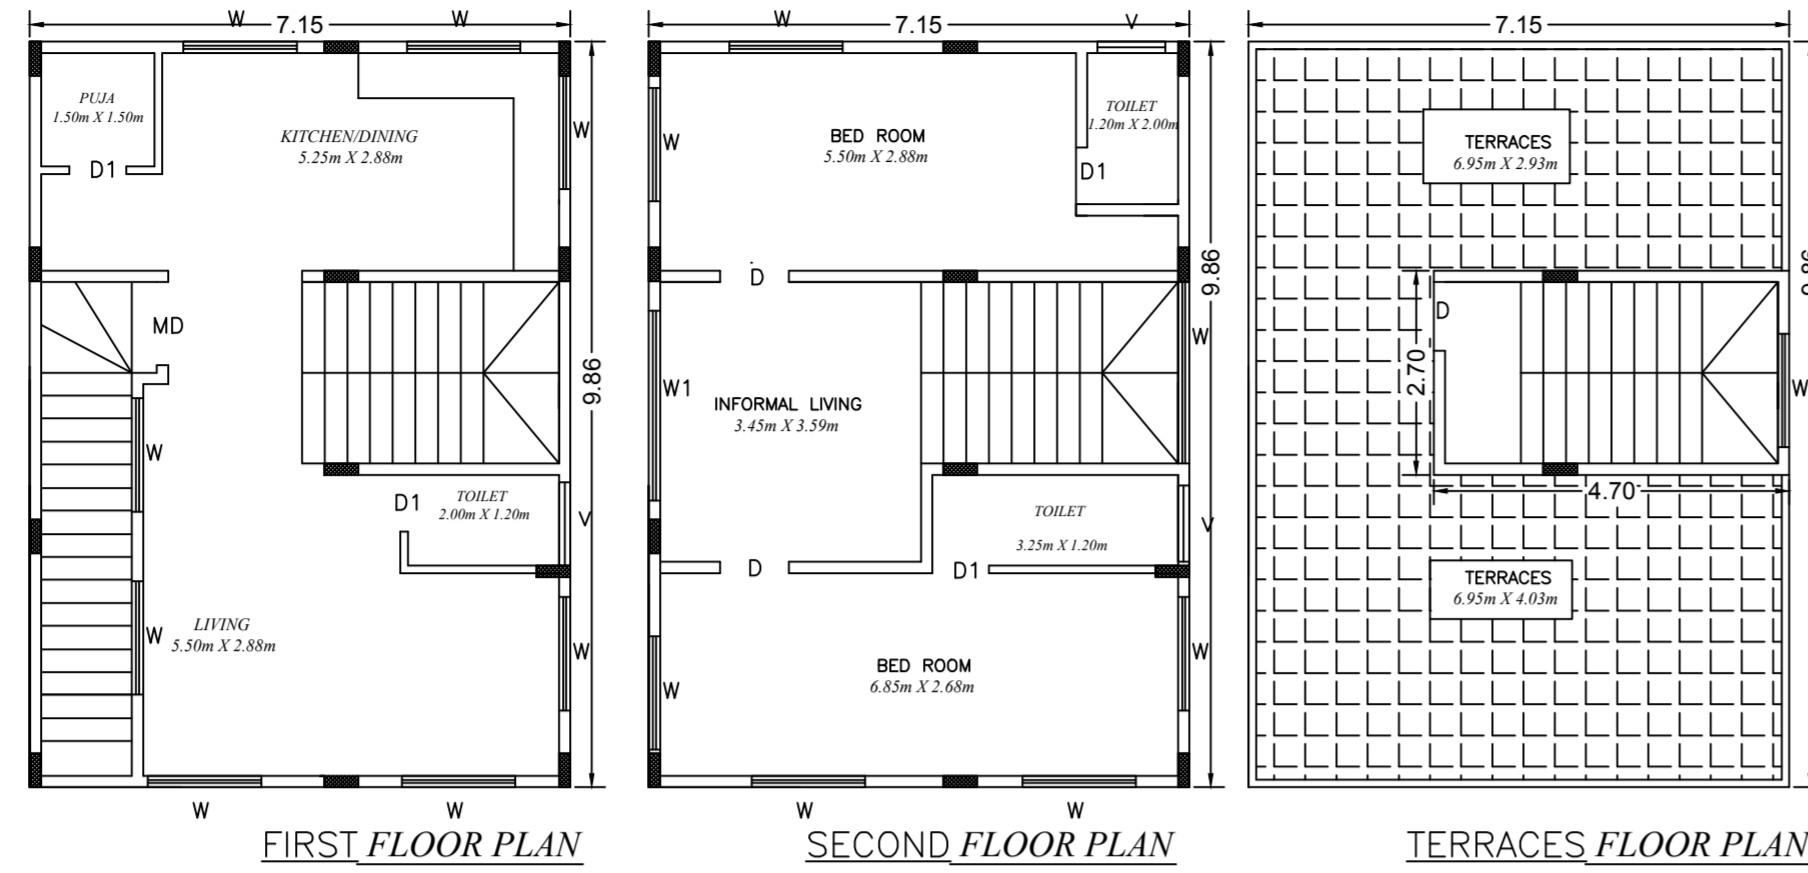 W
W
7.15
PUJA
1.50m X 1.50m
KITCHEN/DINING
5.25m X 2.88m
W
D1
MD
9.86
W
D1
TOILET
2.00m X 1.20m
V
W
LIVING
5.50m X 2.88m
W
W
W
FIRST FLOOR PLAN
W
V
7.15
W
BED ROOM
5.50m X 2.88m
TOILET
1.20m X 2.00m
D1
D
9.86
W
W1
INFORMAL LIVING
3.45m X 3.59m
TOILET
3.25m X 1.20m
V
D
D1
BED ROOM
6.85m X 2.68m
W
W
W
W
SECOND FLOOR PLAN
7.15
TERRACES
6.95m X 2.93m
D
2.70
W
4.70
TERRACES
6.95m X 4.03m
TERRACES FLOOR PLAN